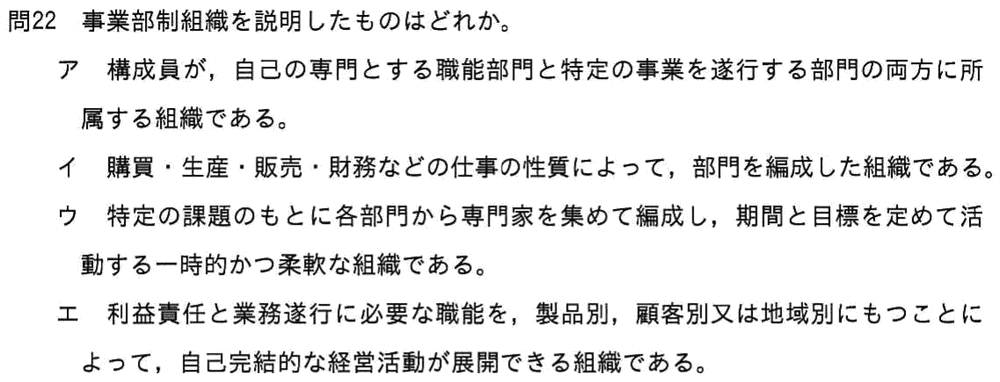 問22　事業部制組織を説明したものはどれか。
ア　構成員が，自己の専門とする職能部門と特定の事業を遂行する部門の両方に所
属する組織である。
イ　購買・生産・販売・財務などの仕事の性質によって，部門を編成した組織である。
ウ　特定の課題のもとに各部門から専門家を集めて編成し，期間と目標を定めて活
動する一時的かつ柔軟な組織である。
エ　利益責任と業務遂行に必要な職能を，製品別，顧客別又は地域別にもつことに
よって，自己完結的な経営活動が展開できる組織である。